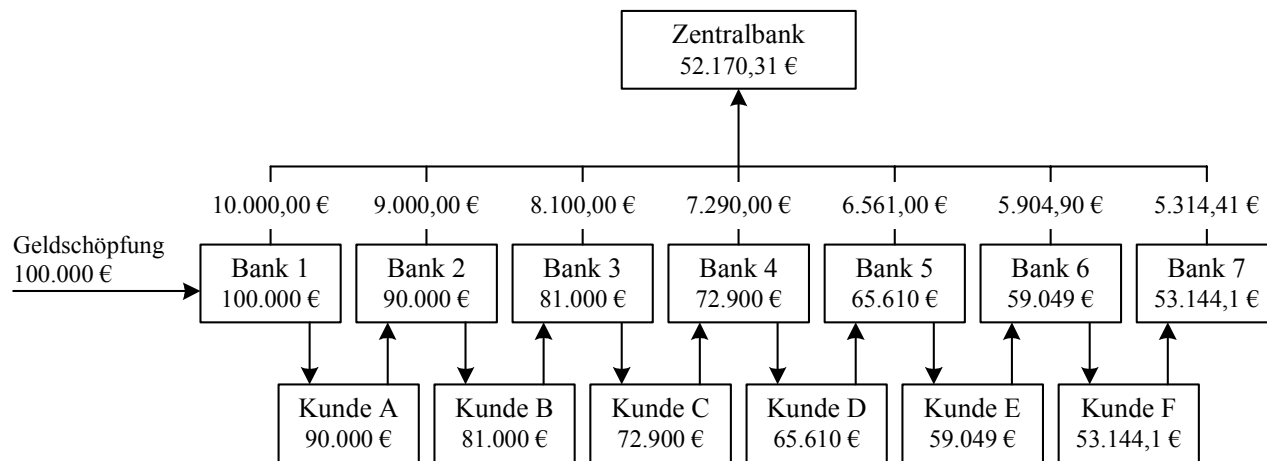 Zentralbank
52.170,31 €
10.000,00 €
9.000,00 €
8.100,00 €
7.290,00 €
6.561,00 €
5.904,90 €
5.314,41 €
Geldschöpfung
100.000 €
Bank 1
100.000 €
Bank 2
90.000 €
Bank 3
81.000 €
Bank 4
72.900 €
Bank 5
65.610 €
Bank 6
59.049 €
Bank 7
53.144,1 €
Kunde A
90.000 €
Kunde B
81.000 €
Kunde C
72.900 €
Kunde D
65.610 €
Kunde E
59.049 €
Kunde F
53.144,1 €